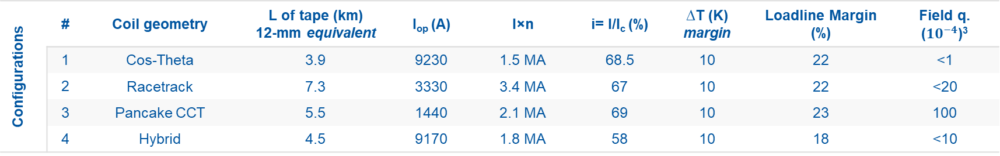 Configurations
# Coil geometry L of tape (km) 12-mm equivalent Iop (A) I×n i= I/Ic (%) ΔT (K) margin Loadline Margin (%) Field q. (10⁻⁴)³
1 Cos-Theta 3.9 9230 1.5 MA 68.5 10 22 <1
2 Racetrack 7.3 3330 3.4 MA 67 10 22 <20
3 Pancake CCT 5.5 1440 2.1 MA 69 10 23 100
4 Hybrid 4.5 9170 1.8 MA 58 10 18 <10